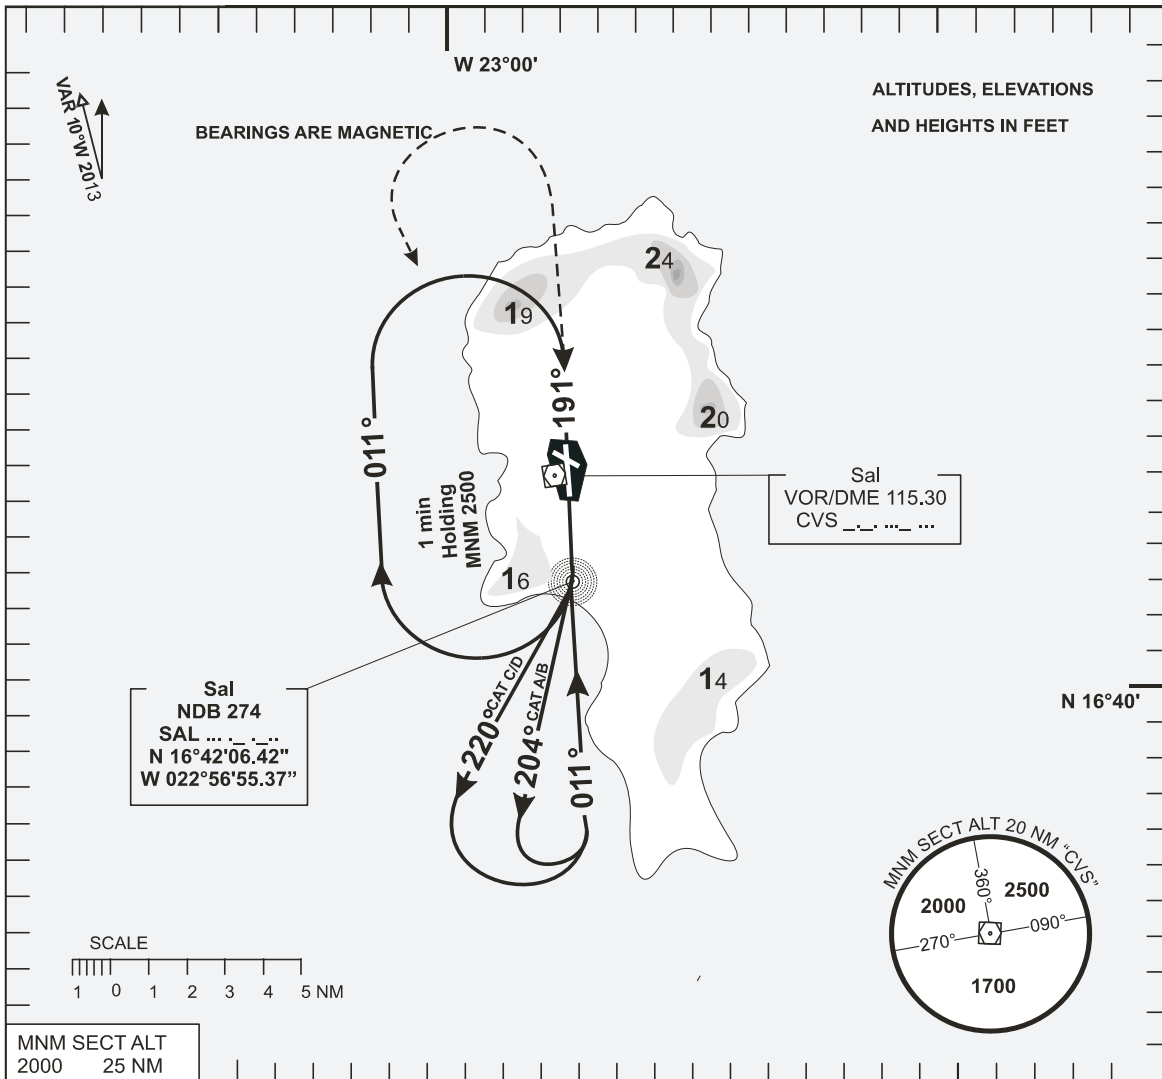 W 23°00'
VAR 10°W 2013
ALTITUDES, ELEVATIONS
AND HEIGHTS IN FEET
BEARINGS ARE MAGNETIC
24
19
191°
20
011°
1 min
Holding
MNM 2500
Sal
VOR/DME 115.30
CVS _._. ..._ ...
16
Sal
NDB 274
SAL ... ._ ._..
N 16°42'06.42"
W 022°56'55.37”
220° CAT C/D
204° CAT A/B
011°
14
N 16°40'
MNM SECT ALT 20 NM “CVS”
360°
2000
2500
270°
090°
1700
SCALE
1 0 1 2 3 4 5 NM
MNM SECT ALT
2000 25 NM